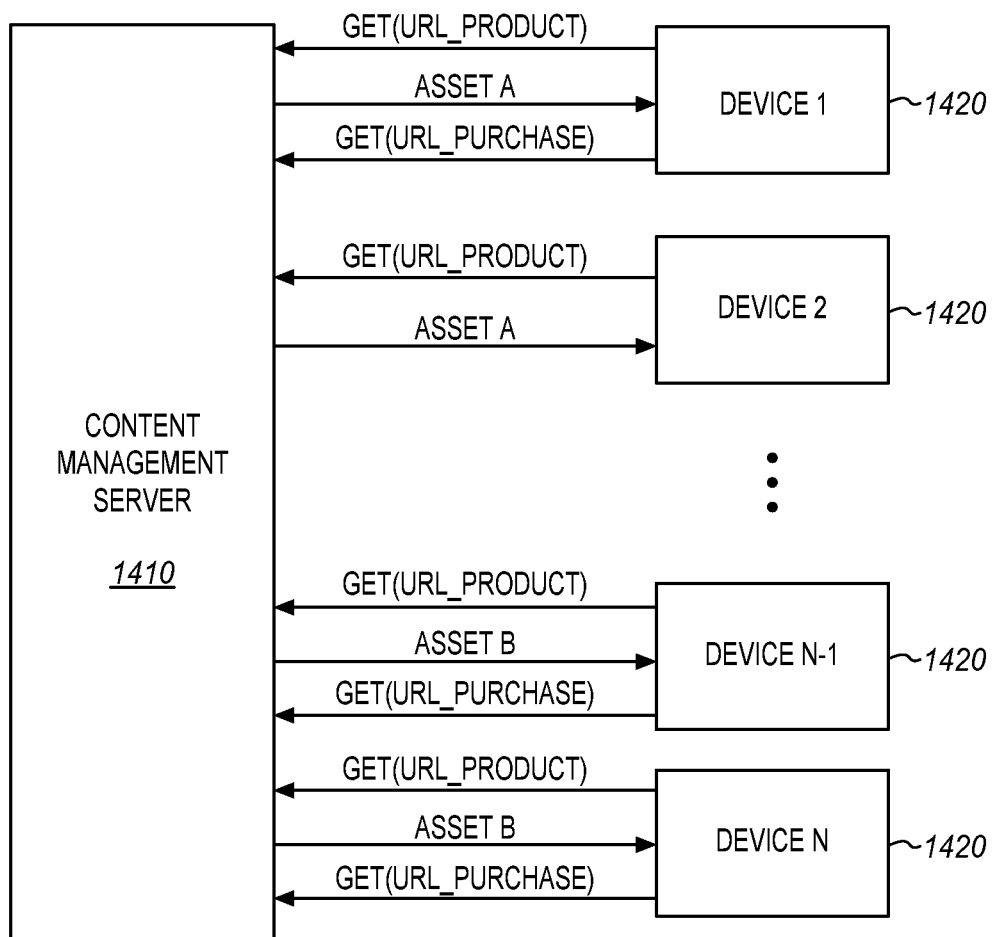 GET(URL_PRODUCT)
ASSET A
GET(URL_PURCHASE)
DEVICE 1
1420
GET(URL_PRODUCT)
ASSET A
DEVICE 2
1420
CONTENT
MANAGEMENT
SERVER
1410
GET(URL_PRODUCT)
ASSET B
GET(URL_PURCHASE)
DEVICE N-1
1420
GET(URL_PRODUCT)
ASSET B
GET(URL_PURCHASE)
DEVICE N
1420